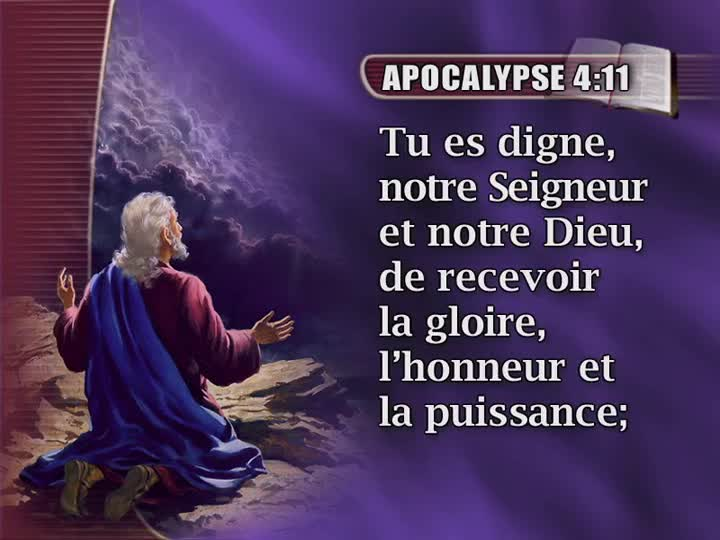 APOCALYPSE 4:11
Tu es digne,
notre Seigneur
et notre Dieu,
de recevoir
la gloire,
l’honneur et
la puissance;